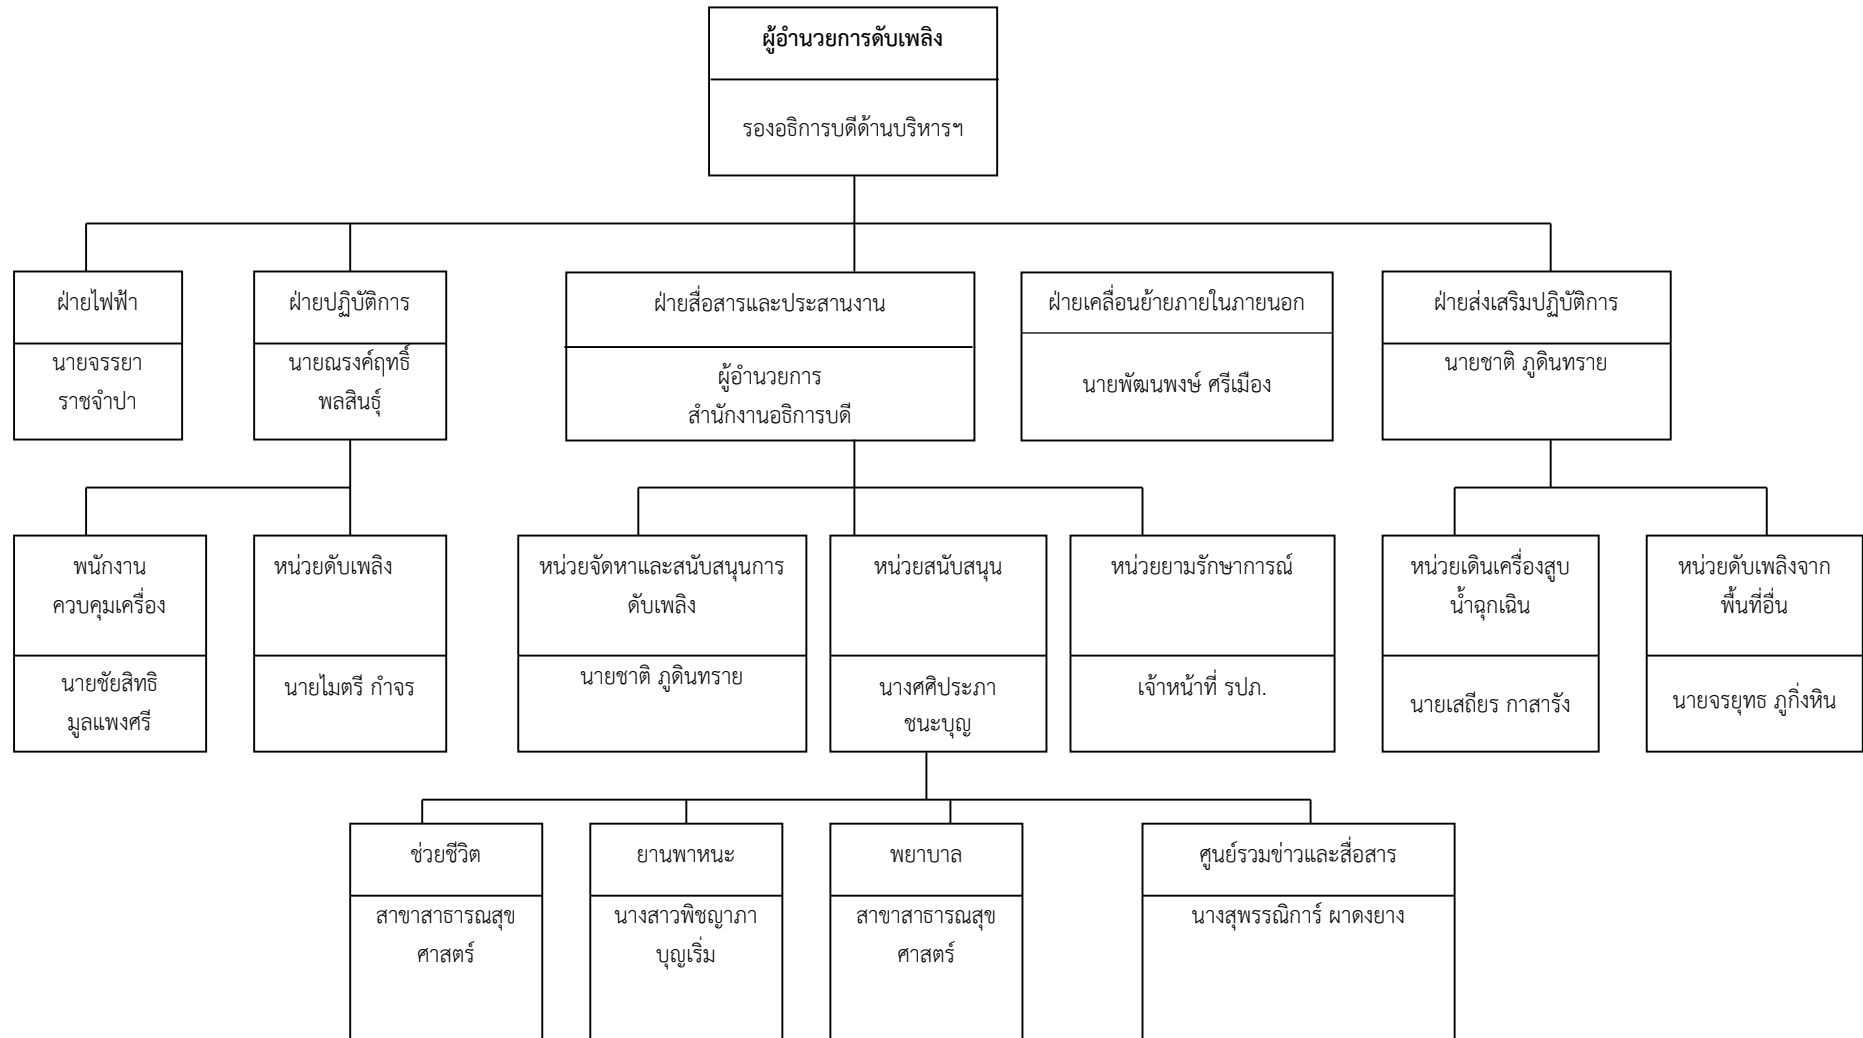 ผู้อำนวยการดับเพลิง
รองอธิการบดีด้านบริหารฯ
ฝ่ายไฟฟ้า
นายจรรยา
ราชจำปา
ฝ่ายปฏิบัติการ
นายณรงค์ฤทธิ์
พลสินธุ์
ฝ่ายสื่อสารและประสานงาน
ผู้อำนวยการ
สำนักงานอธิการบดี
ฝ่ายเคลื่อนย้ายภายในภายนอก
นายพัฒนพงษ์ ศรีเมือง
ฝ่ายส่งเสริมปฏิบัติการ
นายชาติ ภูดินทราย
พนักงาน
ควบคุมเครื่อง
นายชัยสิทธิ
มูลแพงศรี
หน่วยดับเพลิง
นายไมตรี กำจร
หน่วยจัดหาและสนับสนุนการ
ดับเพลิง
นายชาติ ภูดินทราย
หน่วยสนับสนุน
นางศศิประภา
ชนะบุญ
หน่วยยามรักษาการณ์
เจ้าหน้าที่ รปภ.
หน่วยเดินเครื่องสูบ
น้ำฉุกเฉิน
นายเสถียร กาสารัง
หน่วยดับเพลิงจาก
พื้นที่อื่น
นายจรยุทธ ภูกิ่งหิน
ช่วยชีวิต
สาขาสาธารณสุข
ศาสตร์
ยานพาหนะ
นางสาวพิชญาภา
บุญเริ่ม
พยาบาล
สาขาสาธารณสุข
ศาสตร์
ศูนย์รวมข่าวและสื่อสาร
นางสุพรรณิการ์ ผาดงยาง